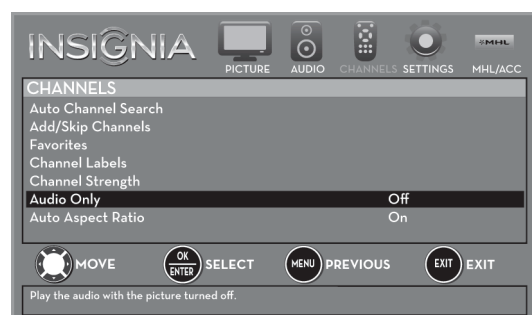 INSIGNIA
PICTURE AUDIO CHANNELS SETTINGS MHL MHL/ACC
CHANNELS
Auto Channel Search
Add/Skip Channels
Favorites
Channel Labels
Channel Strength
Audio Only Off
Auto Aspect Ratio On
MOVE OK ENTER SELECT MENU PREVIOUS EXIT EXIT
Play the audio with the picture turned off.